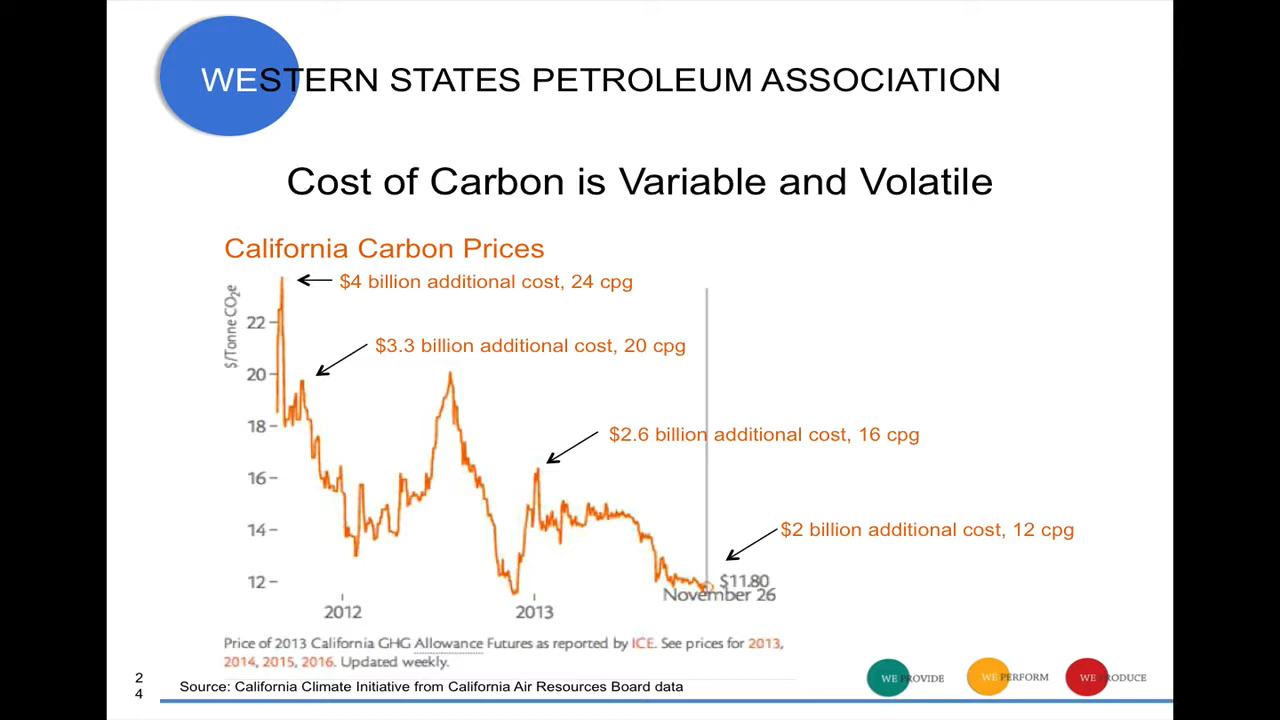 WESTERN STATES PETROLEUM ASSOCIATION
Cost of Carbon is Variable and Volatile
California Carbon Prices
$4 billion additional cost, 24 cpg
$/Tonne CO₂e
22
$3.3 billion additional cost, 20 cpg
20
18
$2.6 billion additional cost, 16 cpg
16
14
$2 billion additional cost, 12 cpg
12
$11.80
November 26
2012
2013
Price of 2013 California GHG Allowance Futures as reported by ICE. See prices for 2013,
2014, 2015, 2016. Updated weekly.
24
Source: California Climate Initiative from California Air Resources Board data
WE PROVIDE
WE PERFORM
WE PRODUCE